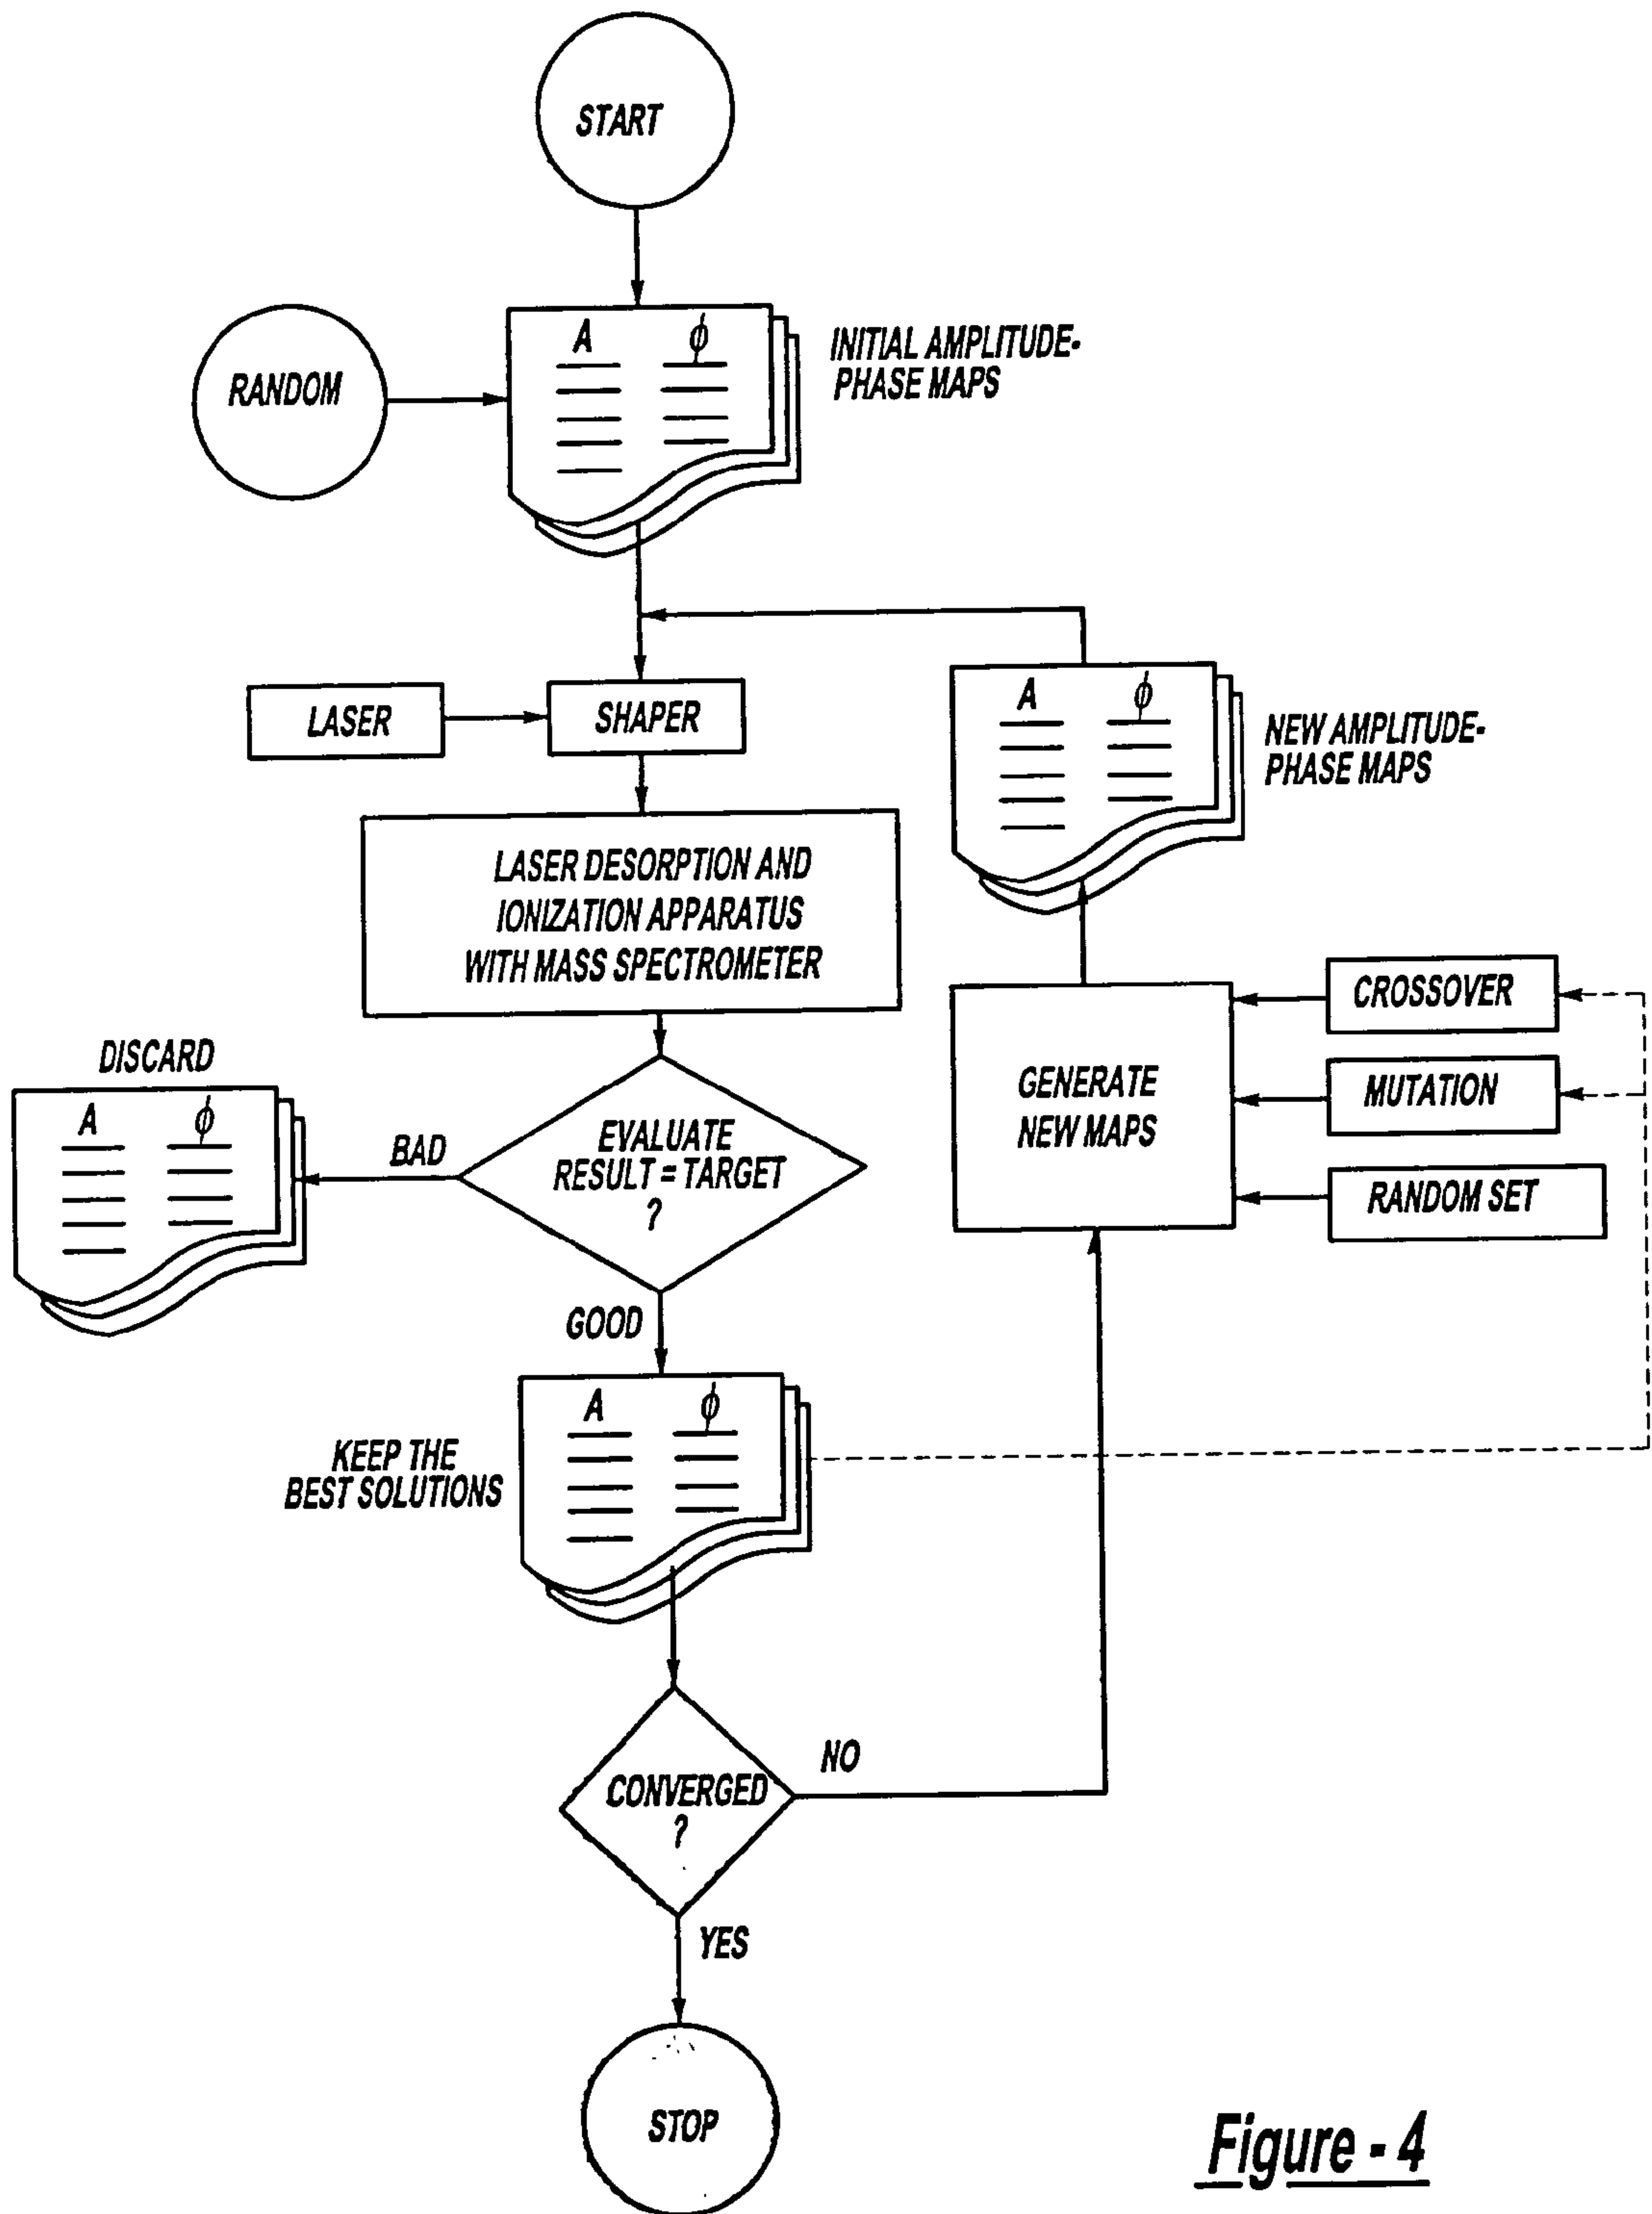 START
RANDOM
A ϕ
INITIAL AMPLITUDE-
PHASE MAPS
LASER
SHAPER
A ϕ
NEW AMPLITUDE-
PHASE MAPS
LASER DESORPTION AND
IONIZATION APPARATUS
WITH MASS SPECTROMETER
CROSSOVER
MUTATION
RANDOM SET
GENERATE
NEW MAPS
DISCARD
A ϕ
BAD
EVALUATE
RESULT = TARGET
?
GOOD
A ϕ
KEEP THE
BEST SOLUTIONS
CONVERGED
?
NO
YES
STOP
Figure - 4